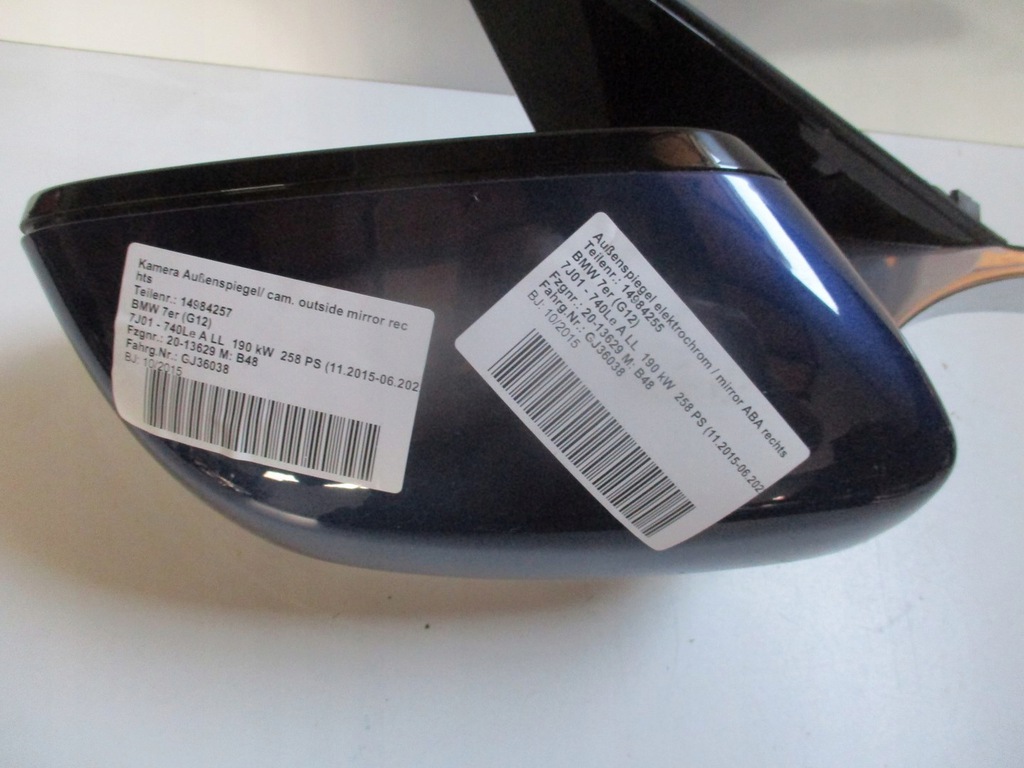 Kamera Außenspiegel/ cam. outside mirror rec
hts
Teilenr.: 14984257
BMW 7er (G12)
7J01 - 740Le A LL 190 kW 258 PS (11.2015-06.202
Fzgnr.: 20-13629 M: B48
Fahrg.Nr.: GJ36038
BJ: 10/2015
Außenspiegel elektrochrom / mirror ABA rechts
Teilenr.: 14984255
BMW 7er (G12)
7J01 - 740Le A LL 190 kW 258 PS (11.2015-06.202
Fzgnr.: 20-13629 M: B48
Fahrg.Nr.: GJ36038
BJ: 10/2015